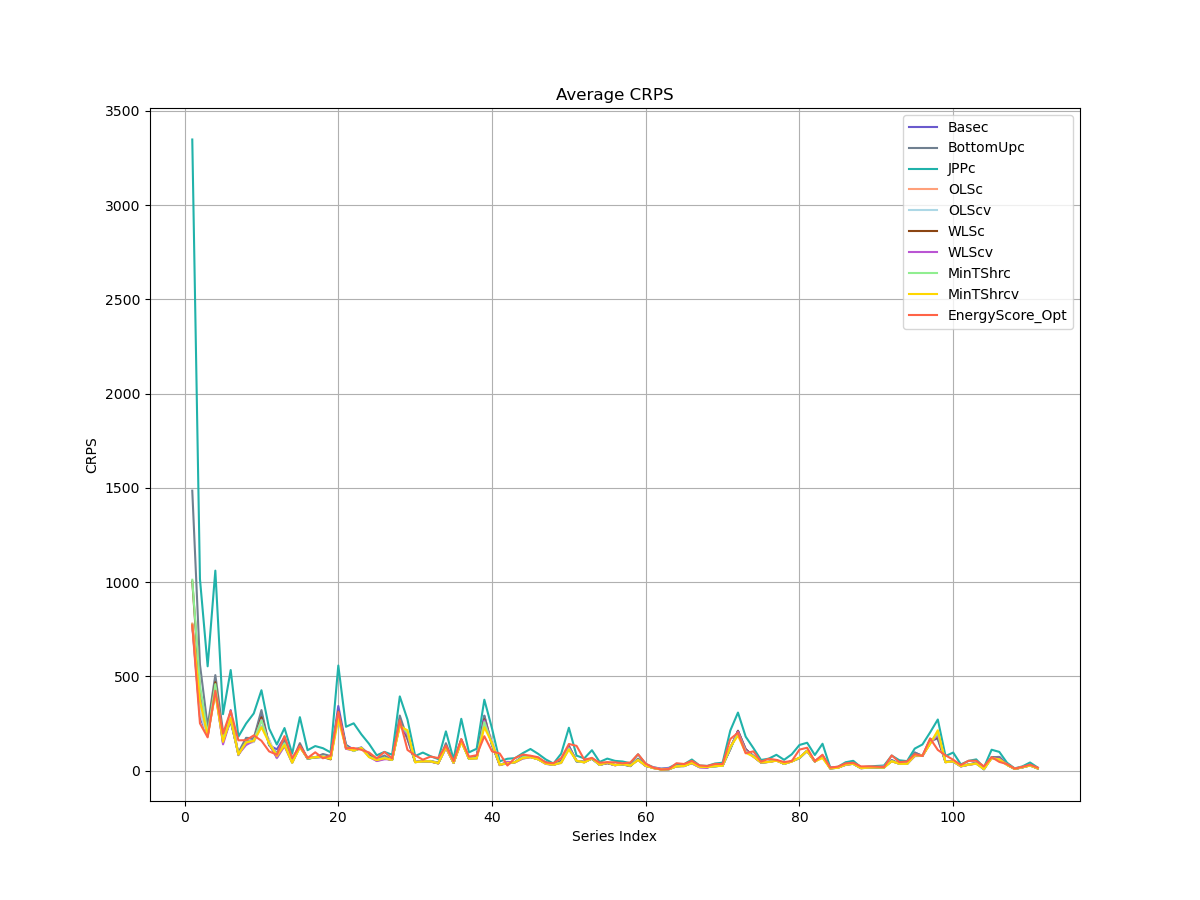 Average CRPS
3500
3000
2500
2000
1500
1000
500
0
CRPS
0 20 40 60 80 100
Series Index
Basec
BottomUpc
JPPc
OLSc
OLScv
WLSc
WLScv
MinTShrc
MinTShrcv
EnergyScore_Opt